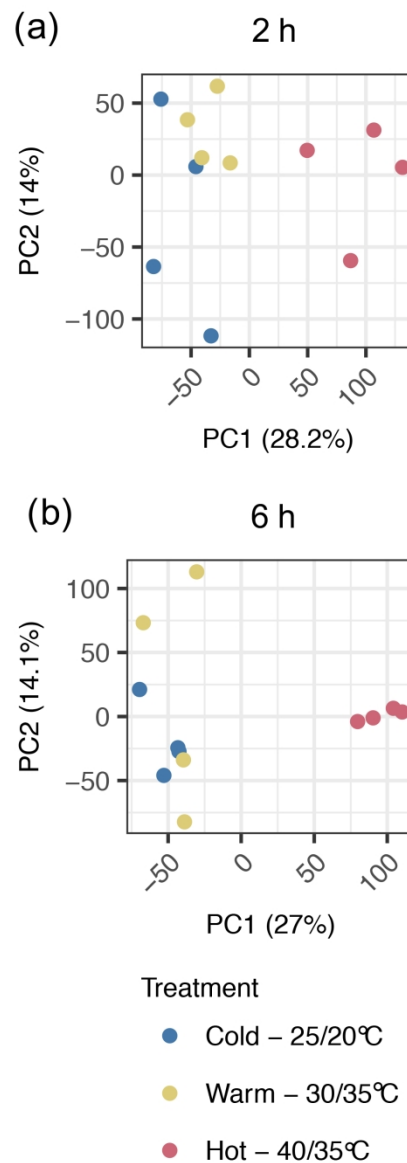 (a)
2 h
50
0
−50
−100
PC2 (14%)
−50
0
50
100
PC1 (28.2%)
(b)
6 h
100
50
0
−50
PC2 (14.1%)
−50
0
50
100
PC1 (27%)
Treatment
Cold − 25/20°C
Warm − 30/35°C
Hot − 40/35°C